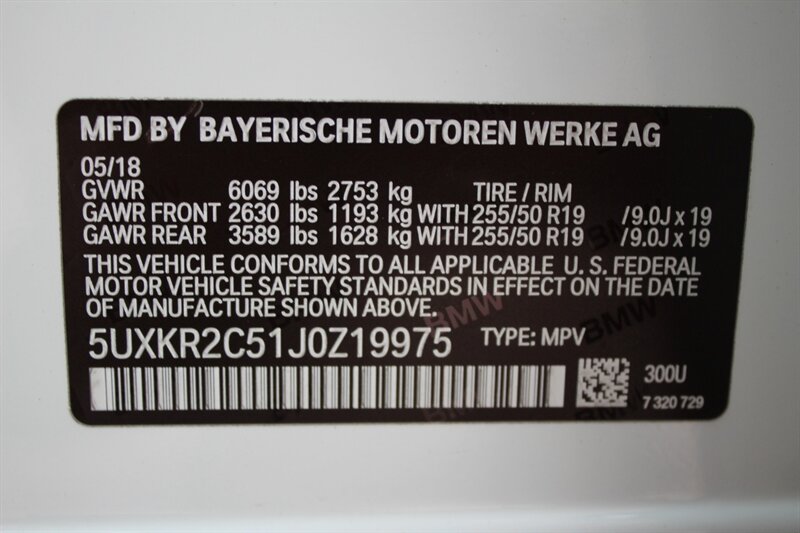 MFD BY BAYERISCHE MOTOREN WERKE AG
05/18
GVWR 6069 lbs 2753 kg TIRE / RIM
GAWR FRONT 2630 lbs 1193 kg WITH 255/50 R19 /9.0J x 19
GAWR REAR 3589 lbs 1628 kg WITH 255/50 R19 /9.0J x 19
THIS VEHICLE CONFORMS TO ALL APPLICABLE U. S. FEDERAL
MOTOR VEHICLE SAFETY STANDARDS IN EFFECT ON THE DATE
OF MANUFACTURE SHOWN ABOVE.
5UXKR2C51J0Z19975 TYPE: MPV
300U
7 320 729
BMW
BMW
BMW